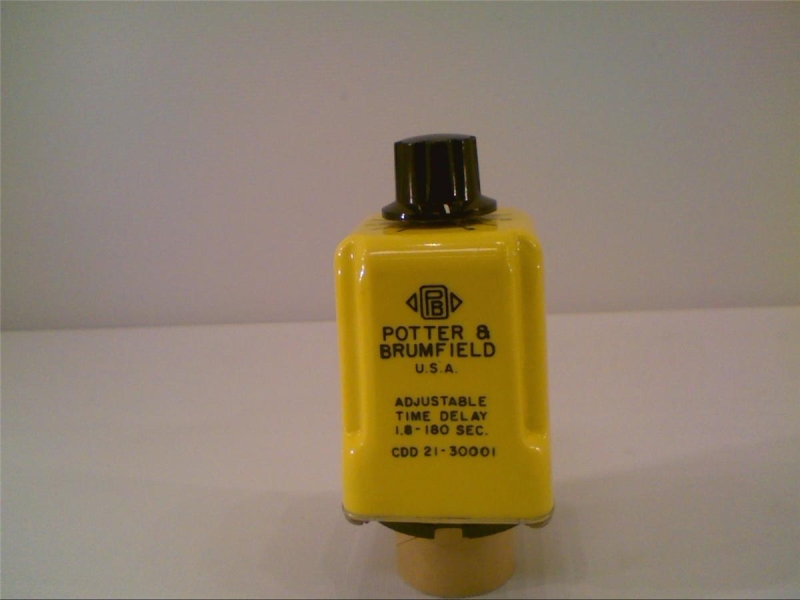 PB
POTTER &
BRUMFIELD
U.S.A.
ADJUSTABLE
TIME DELAY
1.8-180 SEC.
CDD 21-30001